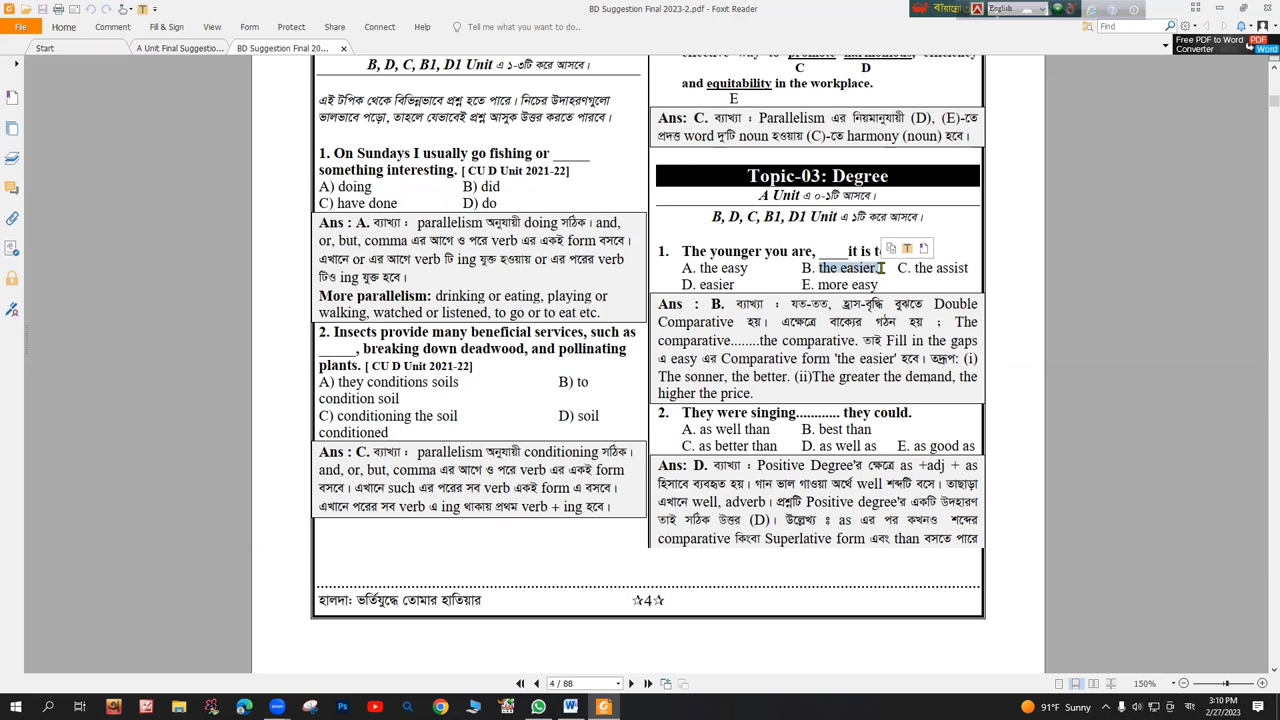 BD Suggestion Final 2023-2.pdf - Foxit Reader
English
File
Home
Comment
Fill & Sign
View
Form
Protect
Share
Connect
Help
Tell me what you want to do...
Find
Start
A Unit Final Suggestio...
BD Suggestion Final 20...
Free PDF to Word
Converter
PDF
Word
B, D, C, B1, D1 Unit এ ১-৩টি করে আসবে।
এই টপিক থেকে বিভিন্নভাবে প্রশ্ন হতে পারে। নিচের উদাহরণগুলো
ভালভাবে পড়ো, তাহলে যেভাবেই প্রশ্ন আসুক উত্তর করতে পারবে।
1. On Sundays I usually go fishing or _____
something interesting. [ CU D Unit 2021-22]
A) doing B) did
C) have done D) do
Ans : A. ব্যাখ্যা : parallelism অনুযায়ী doing সঠিক। and,
or, but, comma এর আগে ও পরে verb এর একই form বসবে।
এখানে or এর আগে verb টি ing যুক্ত হওয়ায় or এর পরের verb
টিও ing যুক্ত হবে।
More parallelism: drinking or eating, playing or
walking, watched or listened, to go or to eat etc.
2. Insects provide many beneficial services, such as
_____, breaking down deadwood, and pollinating
plants. [ CU D Unit 2021-22]
A) they conditions soils B) to
condition soil
C) conditioning the soil D) soil
conditioned
Ans : C. ব্যাখ্যা : parallelism অনুযায়ী conditioning সঠিক।
and, or, but, comma এর আগে ও পরে verb এর একই form
বসবে। এখানে such এর পরের সব verb একই form এ বসবে।
এখানে পরের সব verb এ ing থাকায় প্রথম verb + ing হবে।
C D
and equitability in the workplace.
E
Ans: C. ব্যাখ্যা : Parallelism এর নিয়মানুযায়ী (D), (E)-তে
প্রদত্ত word দু'টি noun হওয়ায় (C)-তে harmony (noun) হবে।
Topic-03: Degree
A Unit এ ০-১টি আসবে।
B, D, C, B1, D1 Unit এ ১টি করে আসবে।
1. The younger you are, ____it is t
A. the easy B. the easier. C. the assist
D. easier E. more easy
Ans : B. ব্যাখ্যা : যত-তত, হ্রাস-বৃদ্ধি বুঝতে Double
Comparative হয়। এক্ষেত্রে বাক্যের গঠন হয় ; The
comparative........the comparative. তাই Fill in the gaps
এ easy এর Comparative form 'the easier' হবে। তদ্রূপ: (i)
The sonner, the better. (ii)The greater the demand, the
higher the price.
2. They were singing............ they could.
A. as well than B. best than
C. as better than D. as well as E. as good as
Ans: D. ব্যাখ্যা : Positive Degree'র ক্ষেত্রে as +adj + as
হিসাবে ব্যবহৃত হয়। গান ভাল গাওয়া অর্থে well শব্দটি বসে। তাছাড়া
এখানে well, adverb। প্রশ্নটি Positive degree'র একটি উদহারণ
তাই সঠিক উত্তর (D)। উল্লেখ্য ঃ as এর পর কখনও শব্দের
comparative কিংবা Superlative form এবং than বসতে পারে
হালদা: ভর্তিযুদ্ধে তোমার হাতিয়ার ☆4☆
4 / 88
150%
91°F Sunny
3:10 PM
2/27/2023